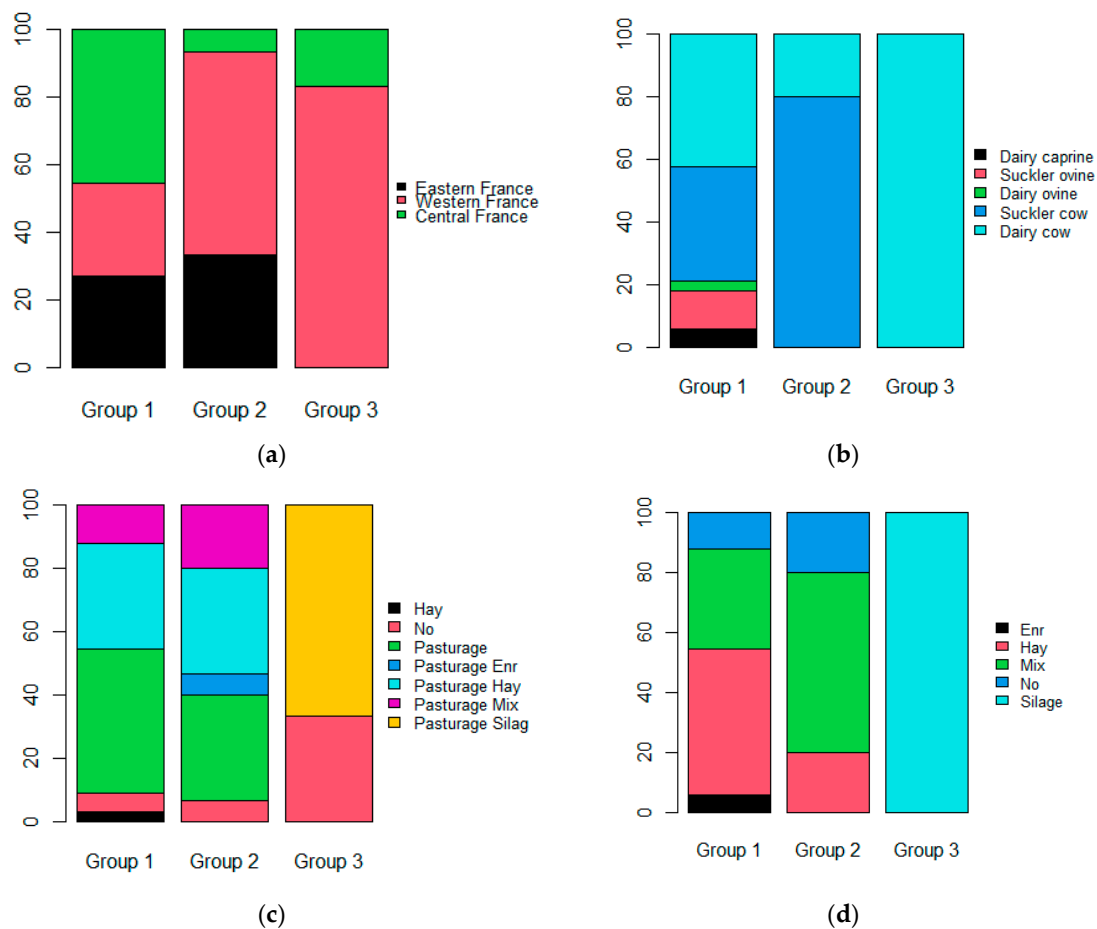 0 20 40 60 80 100
Eastern France
Western France
Central France
Group 1 Group 2 Group 3
(a)
0 20 40 60 80 100
Dairy caprine
Suckler ovine
Dairy ovine
Suckler cow
Dairy cow
Group 1 Group 2 Group 3
(b)
0 20 40 60 80 100
Hay
No
Pasturage
Pasturage Enr
Pasturage Hay
Pasturage Mix
Pasturage Silag
Group 1 Group 2 Group 3
(c)
0 20 40 60 80 100
Enr
Hay
Mix
No
Silage
Group 1 Group 2 Group 3
(d)